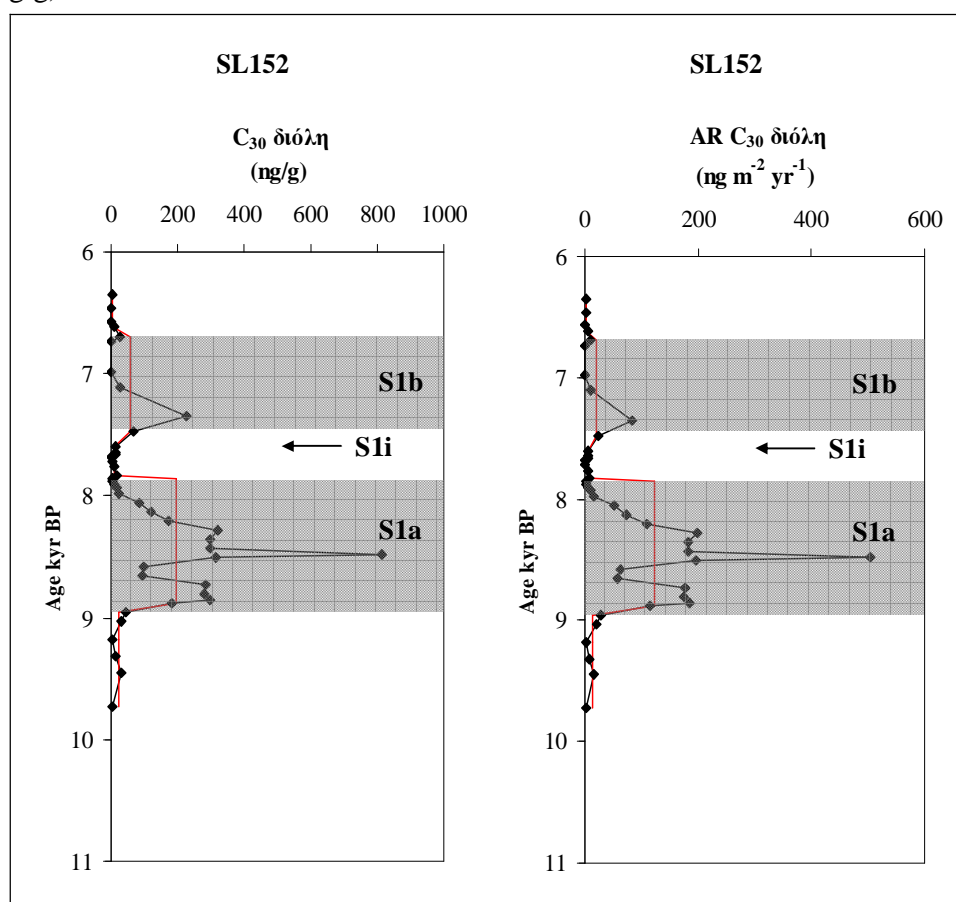 SL152
C30 διόλη
(ng/g)
0 200 400 600 800 1000
6
7
8
9
10
11
Age kyr BP
S1b
S1i
S1a
SL152
AR C30 διόλη
(ng m-2 yr-1)
0 200 400 600
6
7
8
9
10
11
Age kyr BP
S1b
S1i
S1a